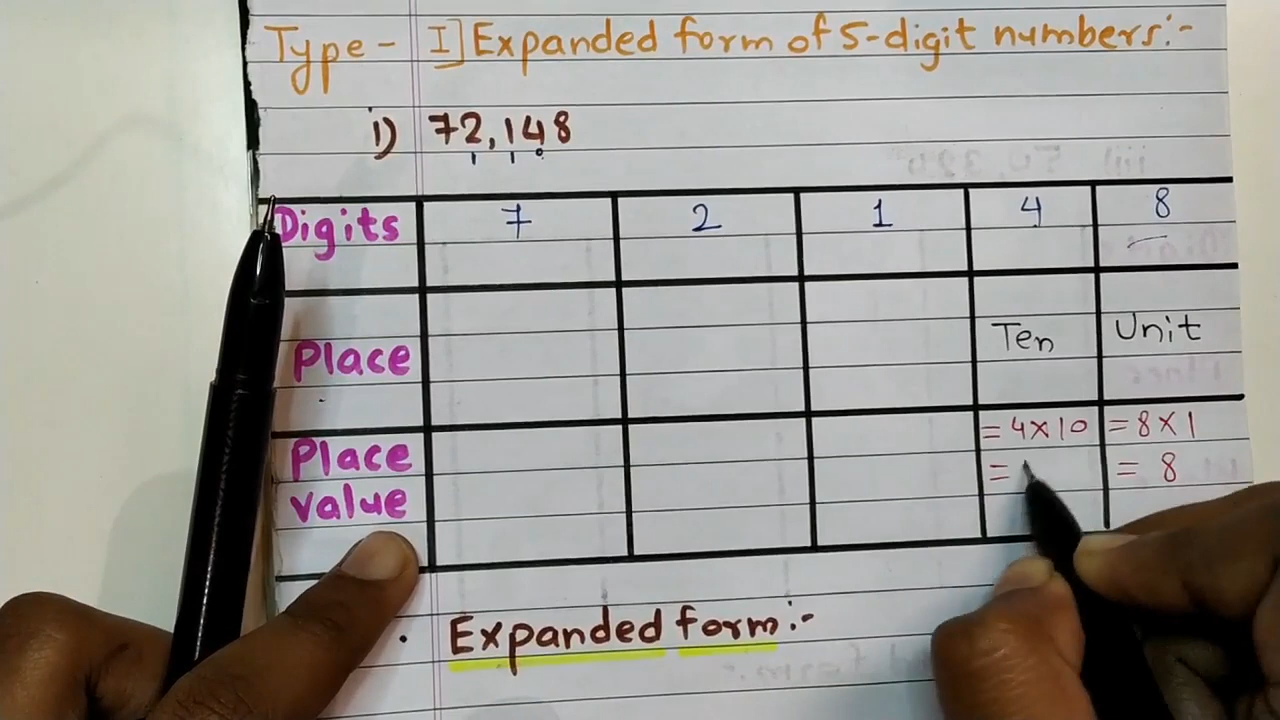 Type - I] Expanded form of 5-digit numbers:-
i) 72,148
Digits 7 2 1 4 8
Place Ten Unit
Place = 4×10 = 8×1
value = = 8
. Expanded form:-